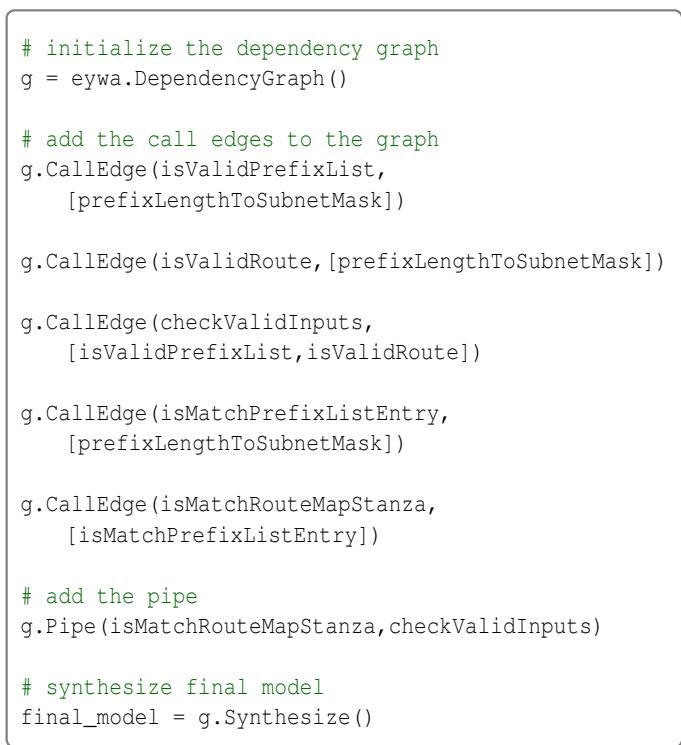 # initialize the dependency graph
g = eywa.DependencyGraph()
# add the call edges to the graph
g.CallEdge(isValidPrefixList,
[prefixLengthToSubnetMask])
g.CallEdge(isValidRoute,[prefixLengthToSubnetMask])
g.CallEdge(checkValidInputs,
[isValidPrefixList,isValidRoute])
g.CallEdge(isMatchPrefixListEntry,
[prefixLengthToSubnetMask])
g.CallEdge(isMatchRouteMapStanza,
[isMatchPrefixListEntry])
# add the pipe
g.Pipe(isMatchRouteMapStanza,checkValidInputs)
# synthesize final model
final_model = g.Synthesize()